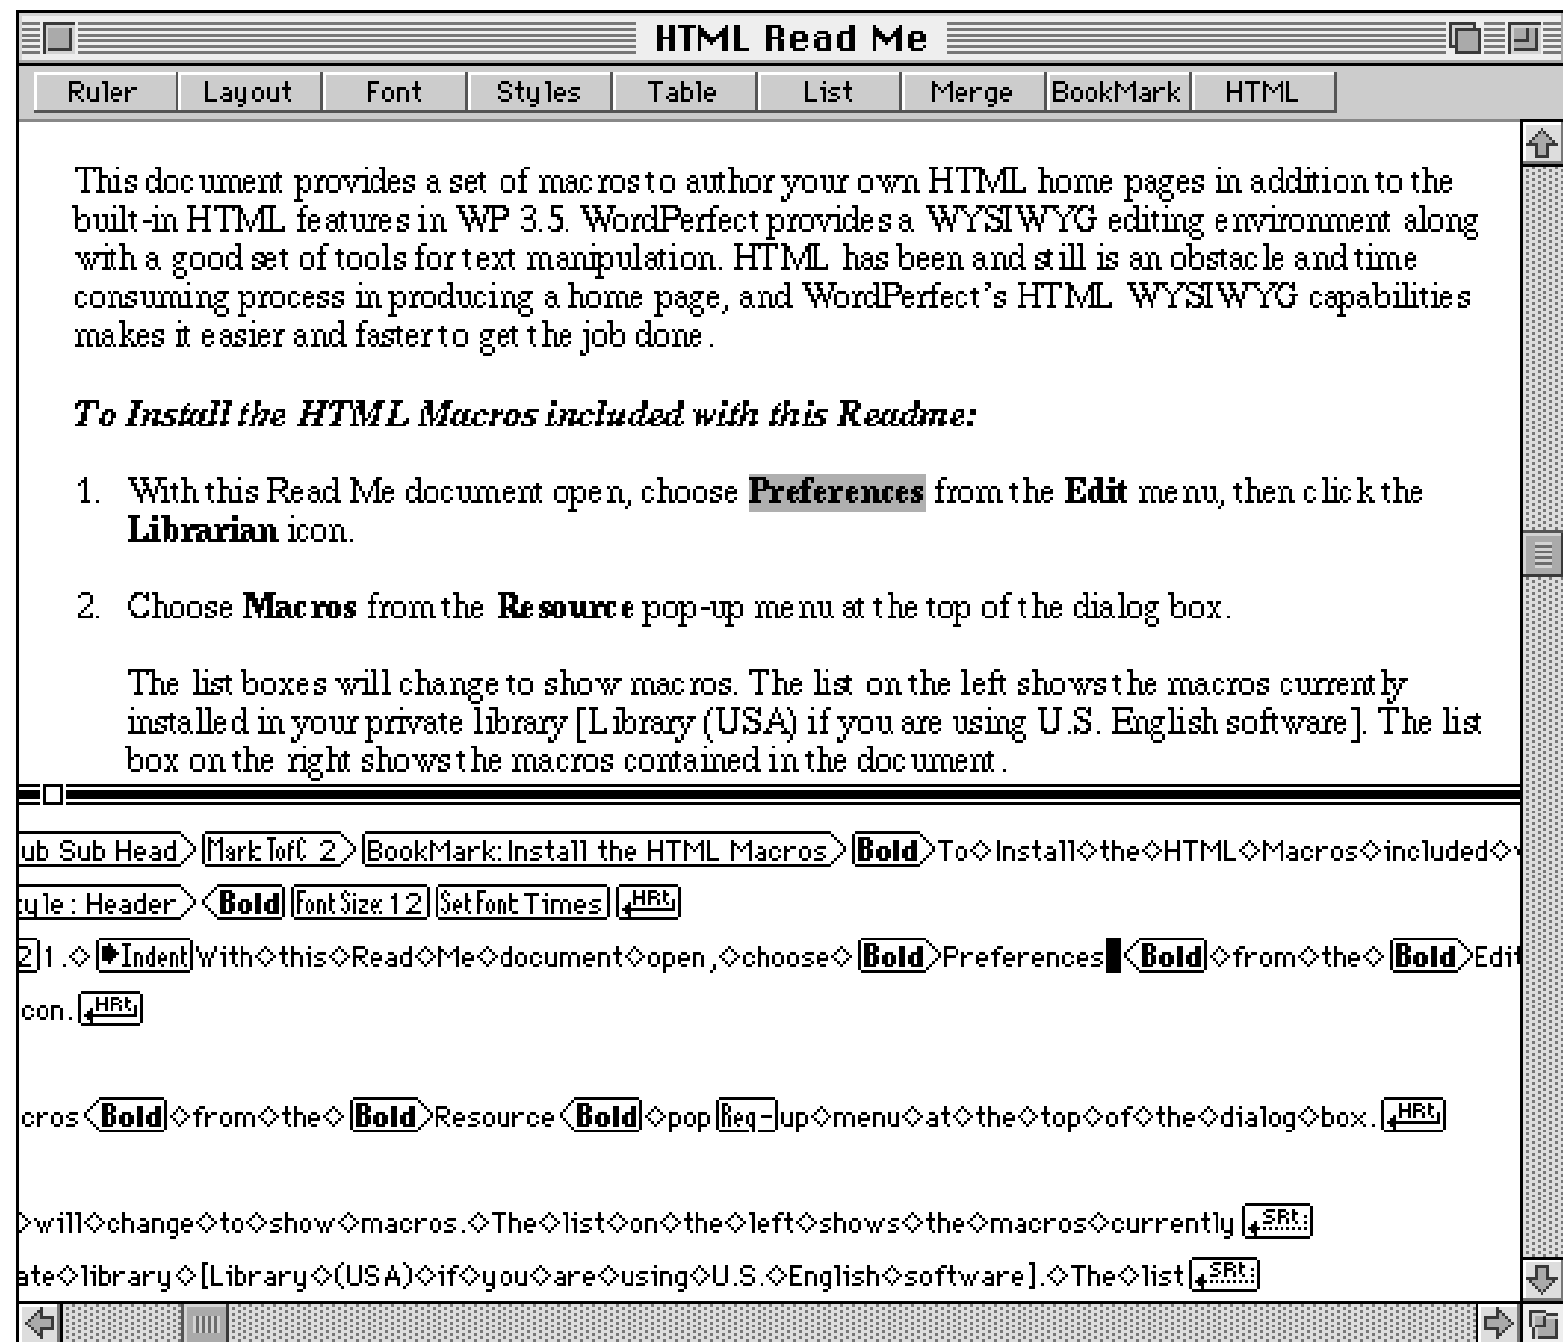 HTML Read Me
Ruler Layout Font Styles Table List Merge BookMark HTML
This document provides a set of macros to author your own HTML home pages in addition to the
built-in HTML features in WP 3.5. WordPerfect provides a WYSIWYG editing environment along
with a good set of tools for text manipulation. HTML has been and still is an obstacle and time
consuming process in producing a home page, and WordPerfect's HTML WYSIWYG capabilities
makes it easier and faster to get the job done.
To Install the HTML Macros included with this Readme:
1. With this Read Me document open, choose Preferences from the Edit menu, then click the
Librarian icon.
2. Choose Macros from the Resource pop-up menu at the top of the dialog box.
The list boxes will change to show macros. The list on the left shows the macros currently
installed in your private library [Library (USA) if you are using U.S. English software]. The list
box on the right shows the macros contained in the document.
ub Sub Head Mark:TofC 2 BookMark: Install the HTML Macros Bold To◇Install◇the◇HTML◇Macros◇included◇
yle: Header Bold Font Size: 12 Set Font: Times HRt
2 1.◇ Indent With◇this◇Read◇Me◇document◇open,◇choose◇ Bold Preferences Bold ◇from◇the◇ Bold Edit
con. HRt
cros Bold ◇from◇the◇ Bold Resource Bold ◇pop Req- up◇menu◇at◇the◇top◇of◇the◇dialog◇box. HRt
◇will◇change◇to◇show◇macros.◇The◇list◇on◇the◇left◇shows◇the◇macros◇currently SRt
ate◇library◇[Library◇(USA)◇if◇you◇are◇using◇U.S.◇English◇software].◇The◇list SRt